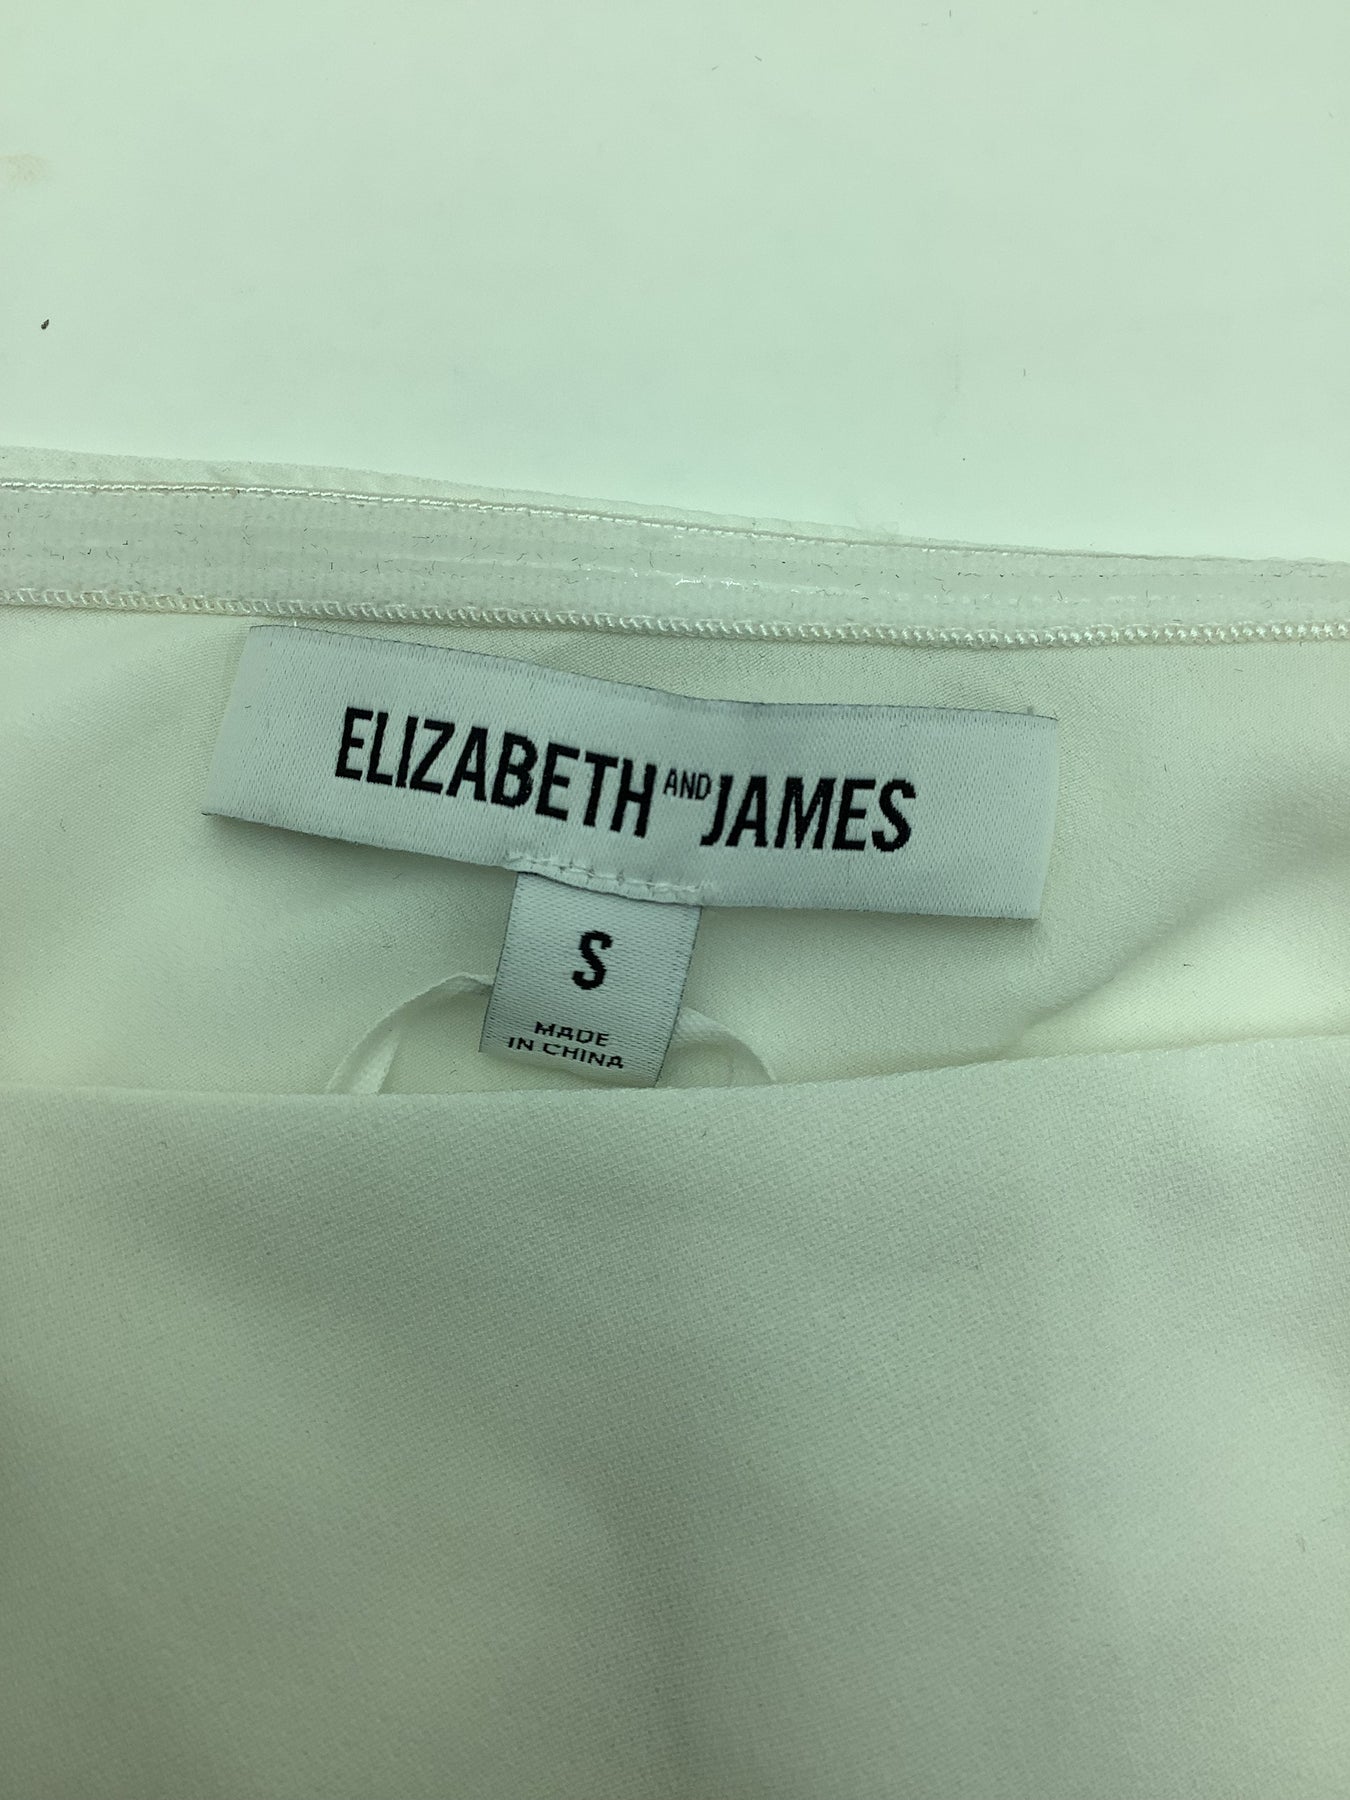 ELIZABETH AND JAMES
S
MADE
IN CHINA